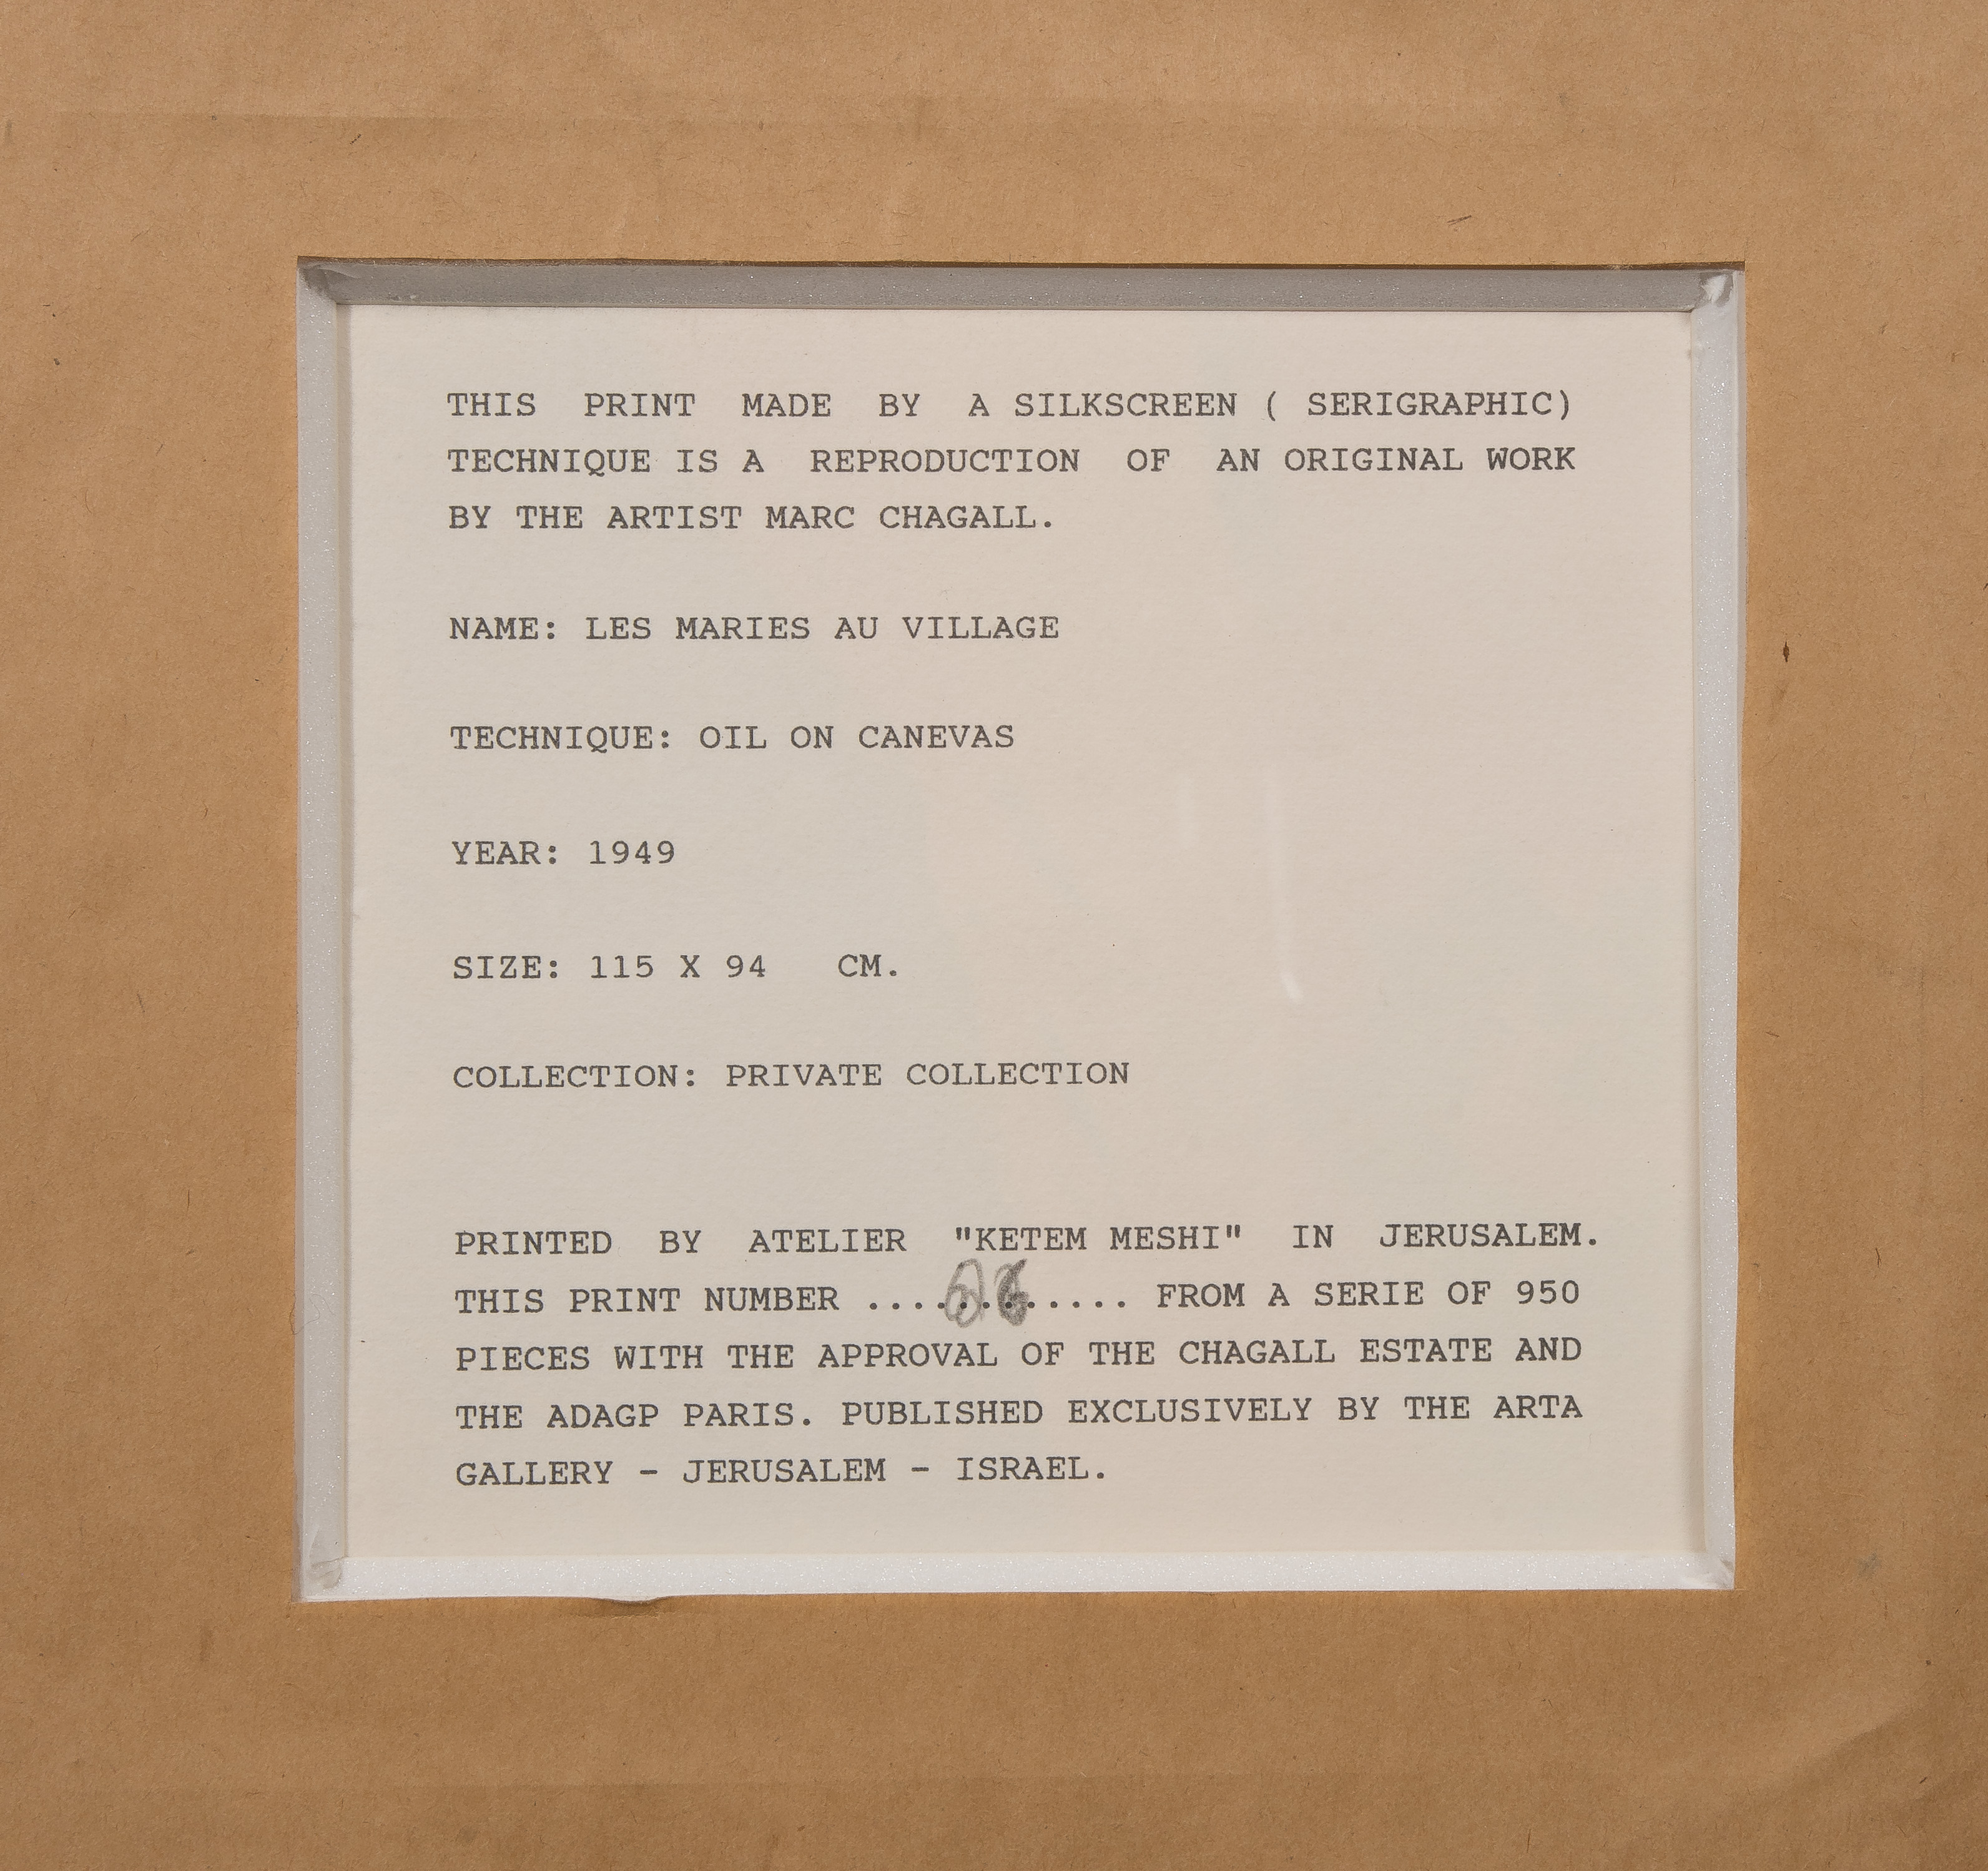 THIS PRINT MADE BY A SILKSCREEN ( SERIGRAPHIC)
TECHNIQUE IS A REPRODUCTION OF AN ORIGINAL WORK
BY THE ARTIST MARC CHAGALL.
NAME: LES MARIES AU VILLAGE
TECHNIQUE: OIL ON CANEVAS
YEAR: 1949
SIZE: 115 X 94 CM.
COLLECTION: PRIVATE COLLECTION
PRINTED BY ATELIER "KETEM MESHI" IN JERUSALEM.
THIS PRINT NUMBER ............ FROM A SERIE OF 950
PIECES WITH THE APPROVAL OF THE CHAGALL ESTATE AND
THE ADAGP PARIS. PUBLISHED EXCLUSIVELY BY THE ARTA
GALLERY - JERUSALEM - ISRAEL.